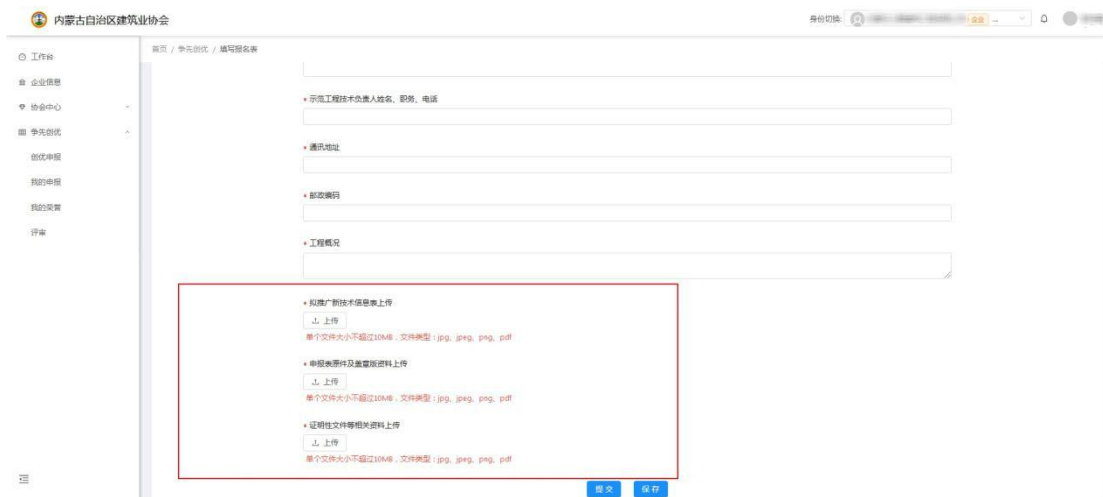 内蒙古自治区建筑业协会
身份切换:
企业
首页 / 争先创优 / 填写报名表
工作台
企业信息
协会中心
争先创优
创优申报
我的申报
我的荣誉
评审
* 示范工程技术负责人姓名、职务、电话
* 通讯地址
* 邮政编码
* 工程概况
* 拟推广新技术信息表上传
上传
单个文件大小不超过10MB，文件类型：jpg、jpeg、png、pdf
* 申报表原件及盖章版资料上传
上传
单个文件大小不超过10MB，文件类型：jpg、jpeg、png、pdf
* 证明性文件等相关资料上传
上传
单个文件大小不超过10MB，文件类型：jpg、jpeg、png、pdf
提交 保存